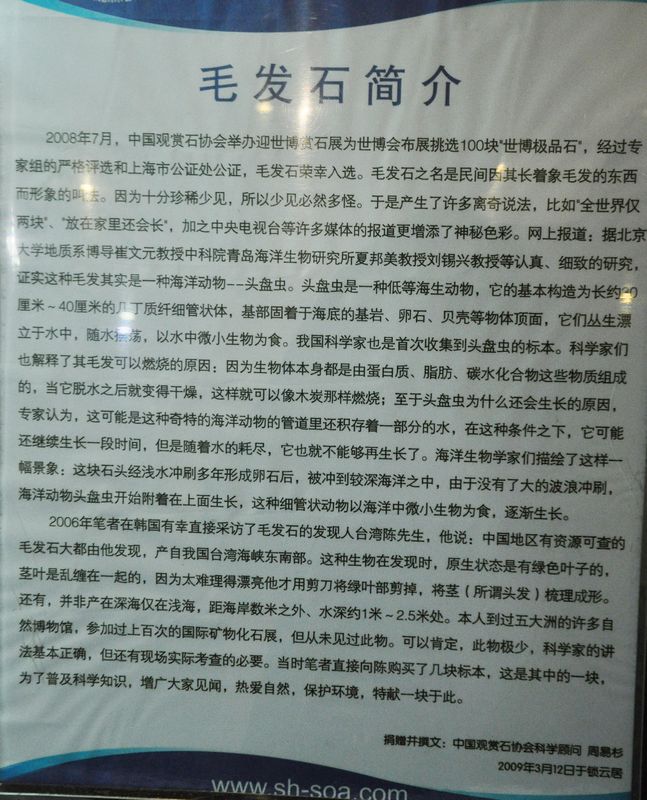 毛发石简介
2008年7月，中国观赏石协会举办迎世博赏石展为世博会布展挑选100块"世博极品石"，经过专
家组的严格评选和上海市公证处公证，毛发石荣幸入选。毛发石之名是民间因其长着象毛发的东西
而形象的叫法。因为十分珍稀少见，所以少见必然多怪。于是产生了许多离奇说法，比如"全世界仅
两块"、"放在家里还会长"，加之中央电视台等许多媒体的报道更增添了神秘色彩。网上报道：据北京
大学地质系博导崔文元教授中科院青岛海洋生物研究所夏邦美教授刘锡兴教授等认真、细致的研究，
证实这种毛发其实是一种海洋动物--头盘虫。头盘虫是一种低等海生动物，它的基本构造为长约30
厘米～40厘米的几丁质纤细管状体，基部固着于海底的基岩、卵石、贝壳等物体顶面，它们丛生漂
立于水中，随水摆荡，以水中微小生物为食。我国科学家也是首次收集到头盘虫的标本。科学家们
也解释了其毛发可以燃烧的原因：因为生物体本身都是由蛋白质、脂肪、碳水化合物这些物质组成
的，当它脱水之后就变得干燥，这样就可以像木炭那样燃烧；至于头盘虫为什么还会生长的原因，
专家认为，这可能是这种奇特的海洋动物的管道里还积存着一部分的水，在这种条件之下，它可能
还继续生长一段时间，但是随着水的耗尽，它也就不能够再生长了。海洋生物学家们描绘了这样一
幅景象：这块石头经浅水冲刷多年形成卵石后，被冲到较深海洋之中，由于没有了大的波浪冲刷，
海洋动物头盘虫开始附着在上面生长，这种细管状动物以海洋中微小生物为食，逐渐生长。
2006年笔者在韩国有幸直接采访了毛发石的发现人台湾陈先生，他说：中国地区有资源可查的
毛发石大都由他发现，产自我国台湾海峡东南部。这种生物在发现时，原生状态是有绿色叶子的，
茎叶是乱缠在一起的，因为太难理得漂亮他才用剪刀将绿叶部剪掉，将茎（所谓头发）梳理成形。
还有，并非产在深海仅在浅海，距海岸数米之外、水深约1米～2.5米处。本人到过五大洲的许多自
然博物馆，参加过上百次的国际矿物化石展，但从未见过此物。可以肯定，此物极少，科学家的讲
法基本正确，但还有现场实际考查的必要。当时笔者直接向陈购买了几块标本，这是其中的一块，
为了普及科学知识，增广大家见闻，热爱自然，保护环境，特献一块于此。
捐赠并撰文：中国观赏石协会科学顾问 周易杉
2009年3月12日于锁云居
www.sh-soa.com